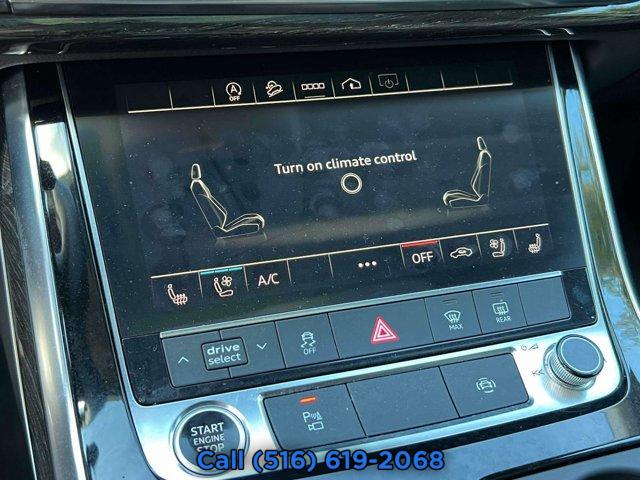 A
OFF
Turn on climate control
A/C
OFF
drive
select
OFF
MAX
REAR
START
ENGINE
STOP
P
Call (516) 619-2068